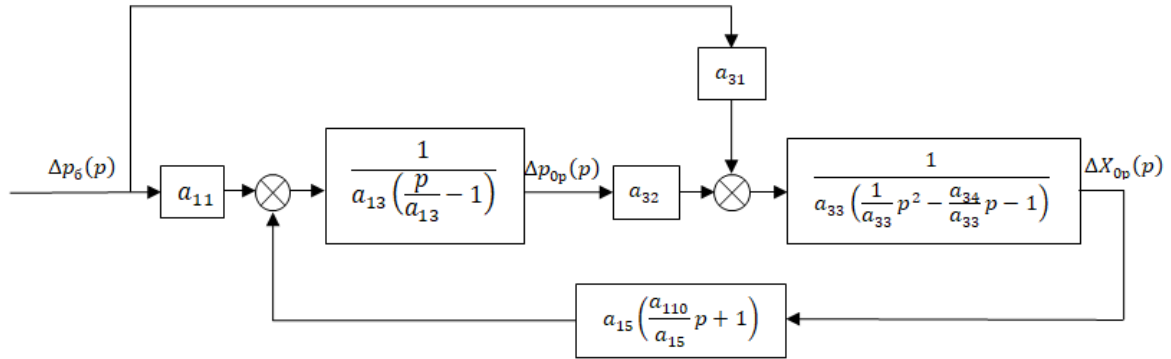 a₃₁
Δp_б(p)
a₁₁
1/(a₁₃(p/a₁₃ − 1))
Δp₀ₚ(p)
a₃₂
1/(a₃₃(1/a₃₃ p² − a₃₄/a₃₃ p − 1))
ΔX₀ₚ(p)
a₁₅(a₁₁₀/a₁₅ p + 1)